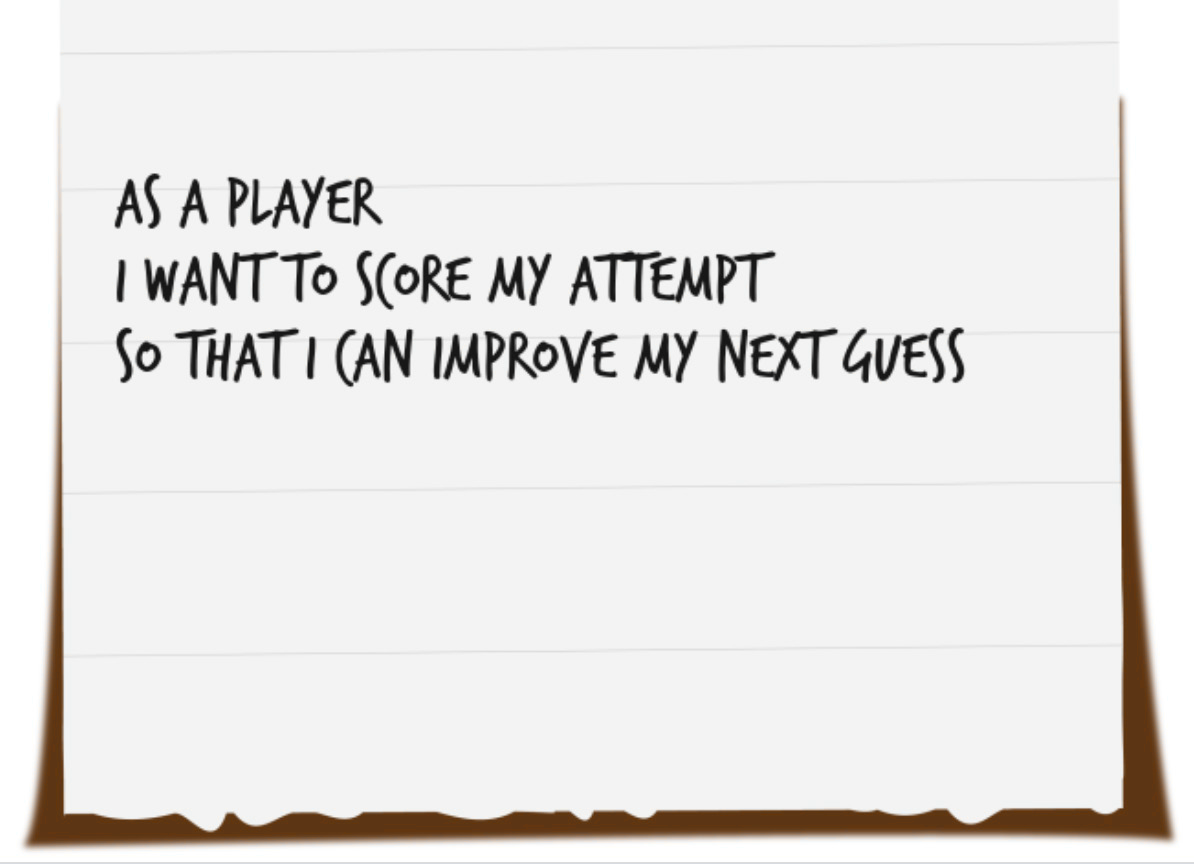 AS A PLAYER
I WANT TO SCORE MY ATTEMPT
SO THAT I CAN IMPROVE MY NEXT GUESS